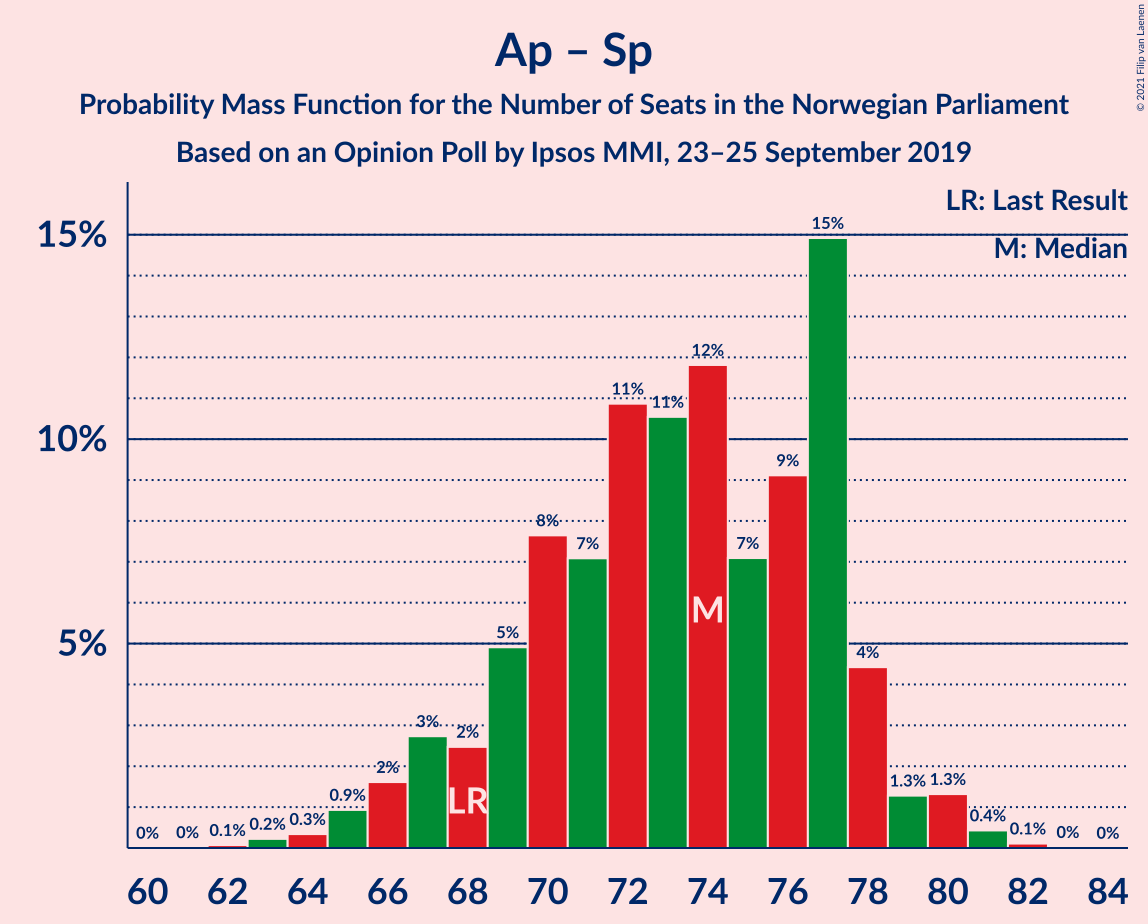 Ap – Sp
Probability Mass Function for the Number of Seats in the Norwegian Parliament
Based on an Opinion Poll by Ipsos MMI, 23–25 September 2019
© 2021 Filip van Laenen
LR: Last Result
M: Median
15%
10%
5%
0% 0% 0.1% 0.2% 0.3% 0.9% 2% 3% 2% 5% 8% 7% 11% 11% 12% 7% 9% 15% 4% 1.3% 1.3% 0.4% 0.1% 0% 0%
LR
M
60 62 64 66 68 70 72 74 76 78 80 82 84